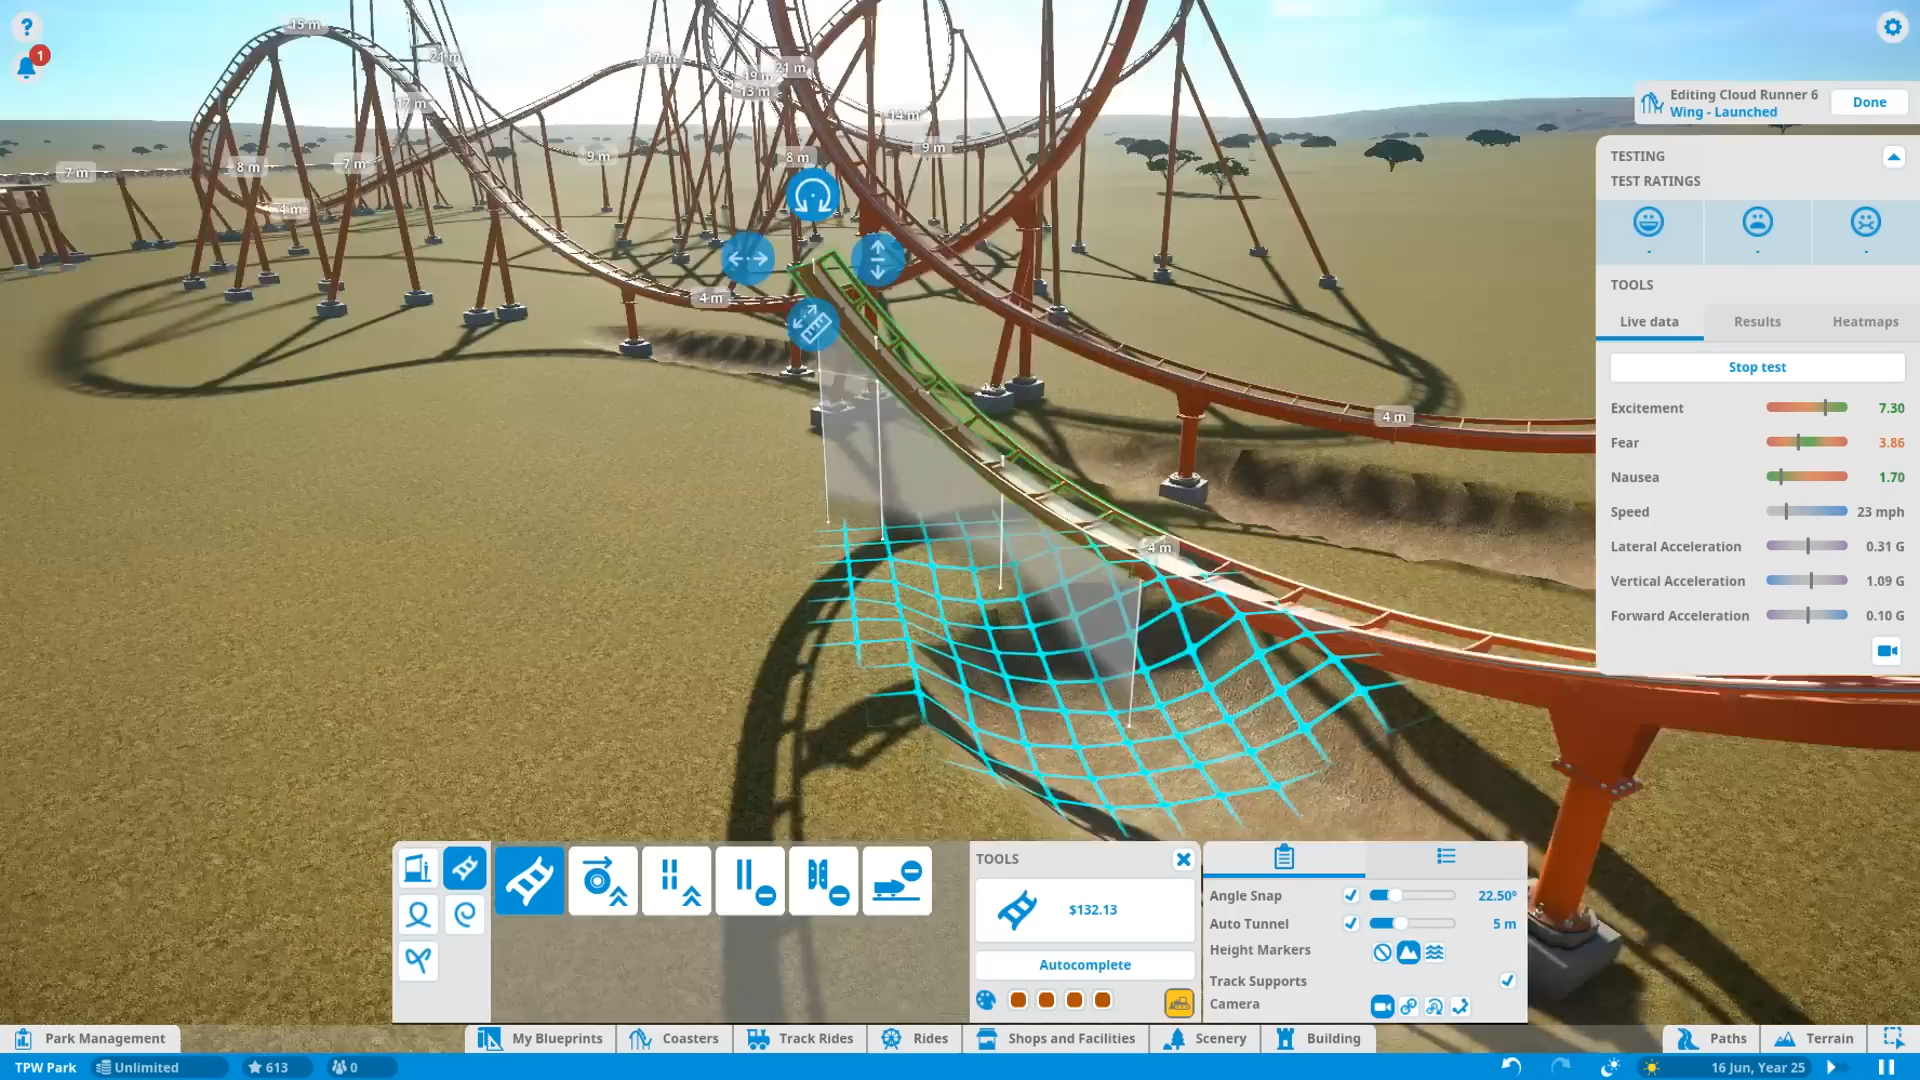 15 m
21 m
17 m
19 m
21 m
13 m
17 m
14 m
9 m
9 m
8 m
7 m
8 m
7 m
4 m
4 m
4 m
4 m
?
1
Editing Cloud Runner 6
Wing - Launched
Done
TESTING
TEST RATINGS
- - -
TOOLS
Live data Results Heatmaps
Stop test
Excitement 7.30
Fear 3.86
Nausea 1.70
Speed 23 mph
Lateral Acceleration 0.31 G
Vertical Acceleration 1.09 G
Forward Acceleration 0.10 G
TOOLS
$132.13
Autocomplete
Angle Snap 22.50°
Auto Tunnel 5 m
Height Markers
Track Supports
Camera
Park Management
My Blueprints
Coasters
Track Rides
Rides
Shops and Facilities
Scenery
Building
Paths
Terrain
TPW Park
Unlimited
613
0
16 Jun, Year 25